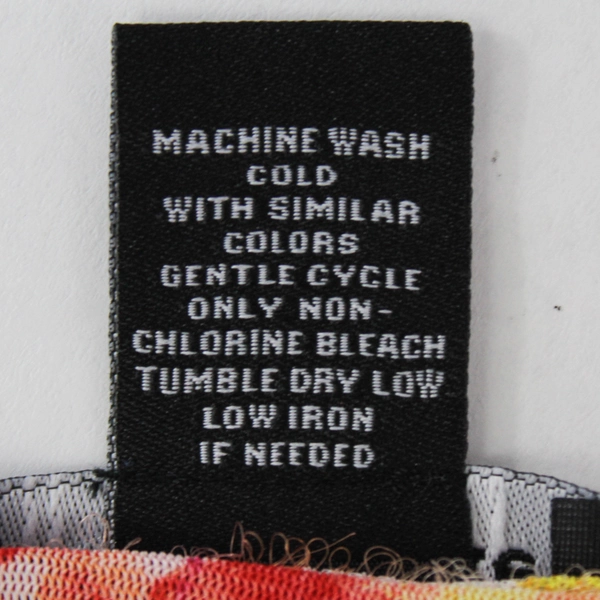 MACHINE WASH
COLD
WITH SIMILAR
COLORS
GENTLE CYCLE
ONLY NON-
CHLORINE BLEACH
TUMBLE DRY LOW
LOW IRON
IF NEEDED